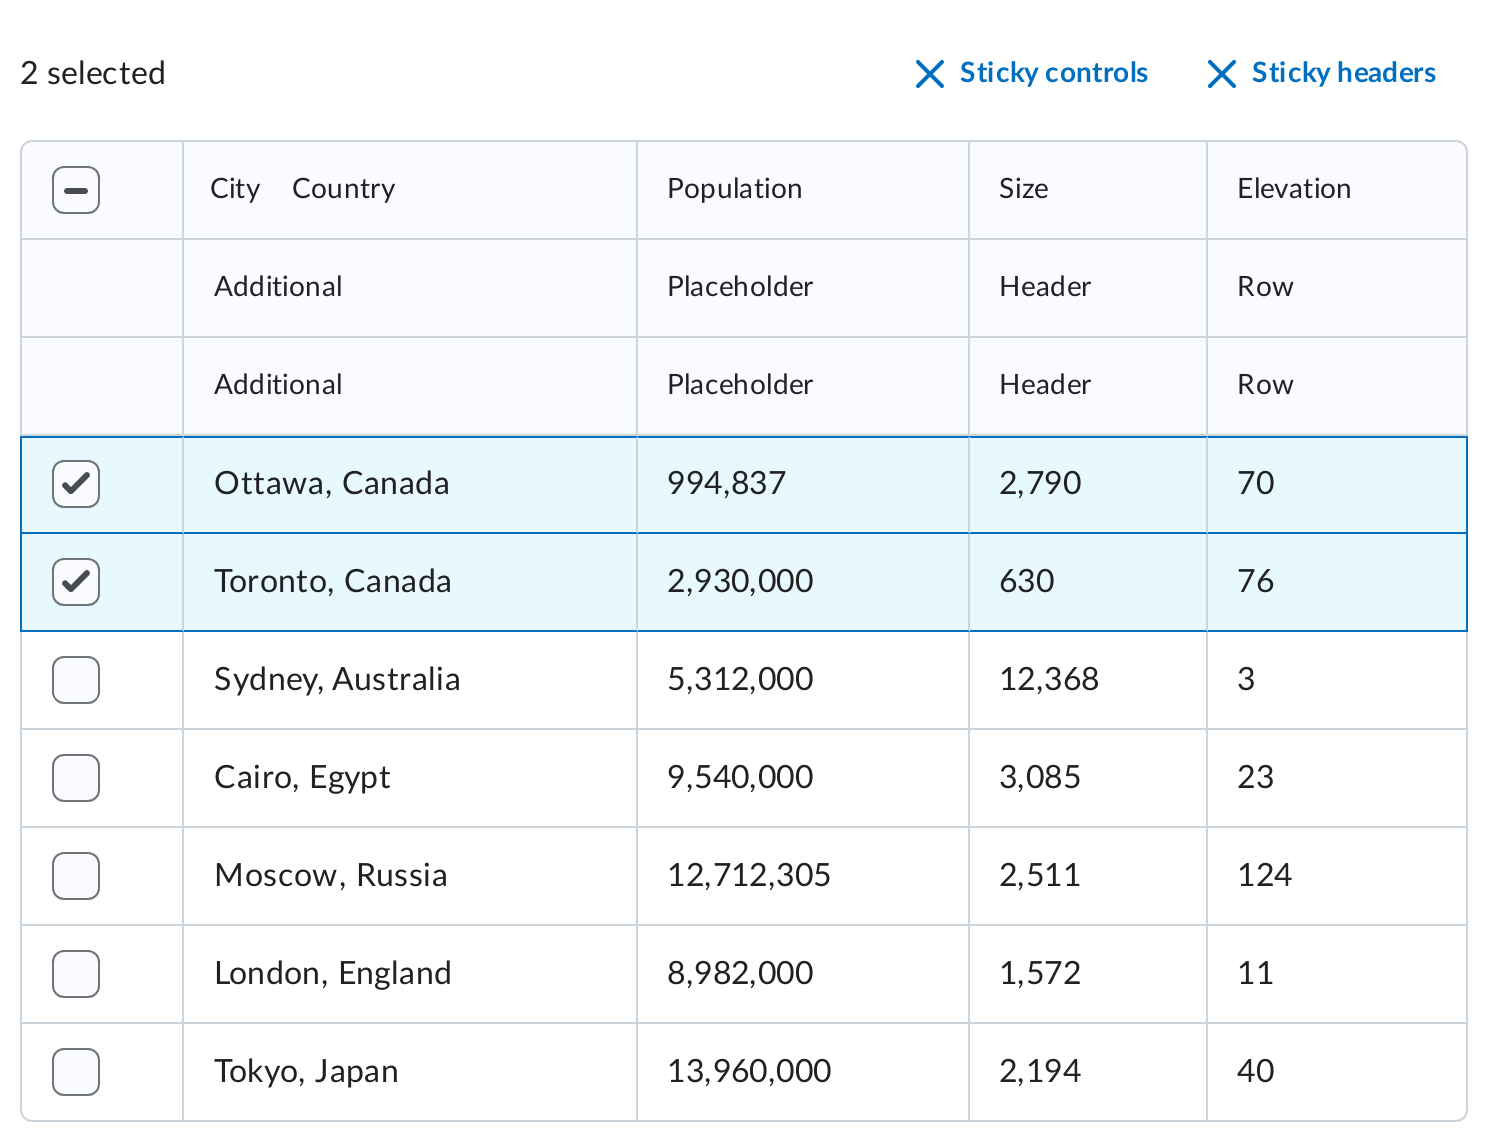 2 selected Sticky controls Sticky headers
City Country Population Size Elevation
Additional Placeholder Header Row
Additional Placeholder Header Row
Ottawa, Canada 994,837 2,790 70
Toronto, Canada 2,930,000 630 76
Sydney, Australia 5,312,000 12,368 3
Cairo, Egypt 9,540,000 3,085 23
Moscow, Russia 12,712,305 2,511 124
London, England 8,982,000 1,572 11
Tokyo, Japan 13,960,000 2,194 40